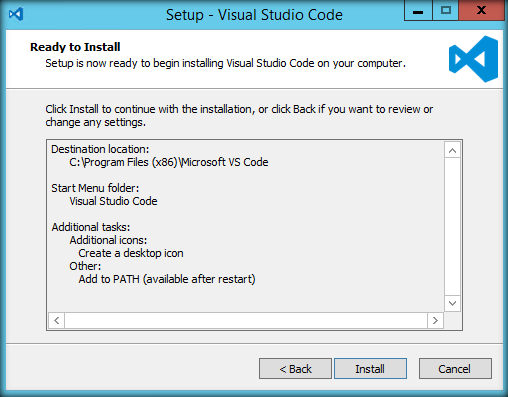 Setup - Visual Studio Code
Ready to Install
Setup is now ready to begin installing Visual Studio Code on your computer.
Click Install to continue with the installation, or click Back if you want to review or
change any settings.
Destination location:
C:\Program Files (x86)\Microsoft VS Code
Start Menu folder:
Visual Studio Code
Additional tasks:
Additional icons:
Create a desktop icon
Other:
Add to PATH (available after restart)
< Back Install Cancel